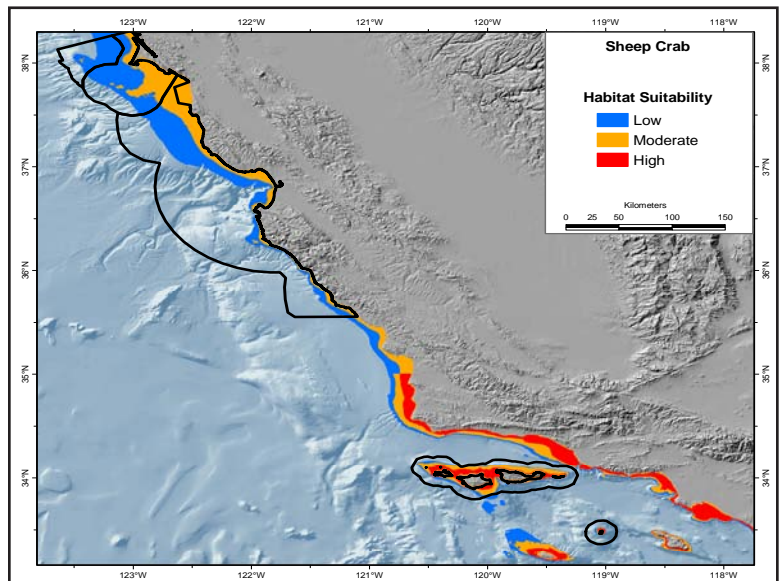 123°W 122°W 121°W 120°W 119°W 118°W
38°N 38°N
37°N 37°N
36°N 36°N
35°N 35°N
34°N 34°N
123°W 122°W 121°W 120°W 119°W 118°W
Sheep Crab
Habitat Suitability
Low
Moderate
High
Kilometers
0 25 50 100 150